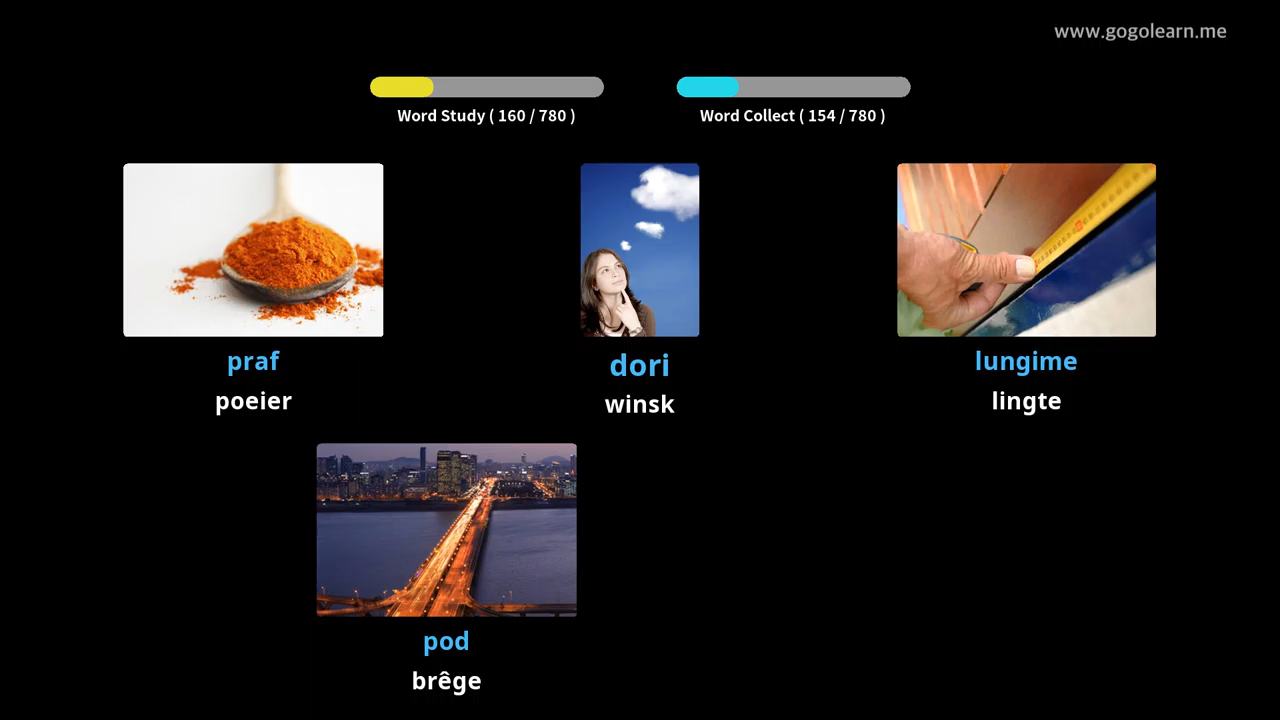 www.gogolearn.me
Word Study ( 160 / 780 )
Word Collect ( 154 / 780 )
praf
poeier
dori
winsk
lungime
lingte
pod
brêge